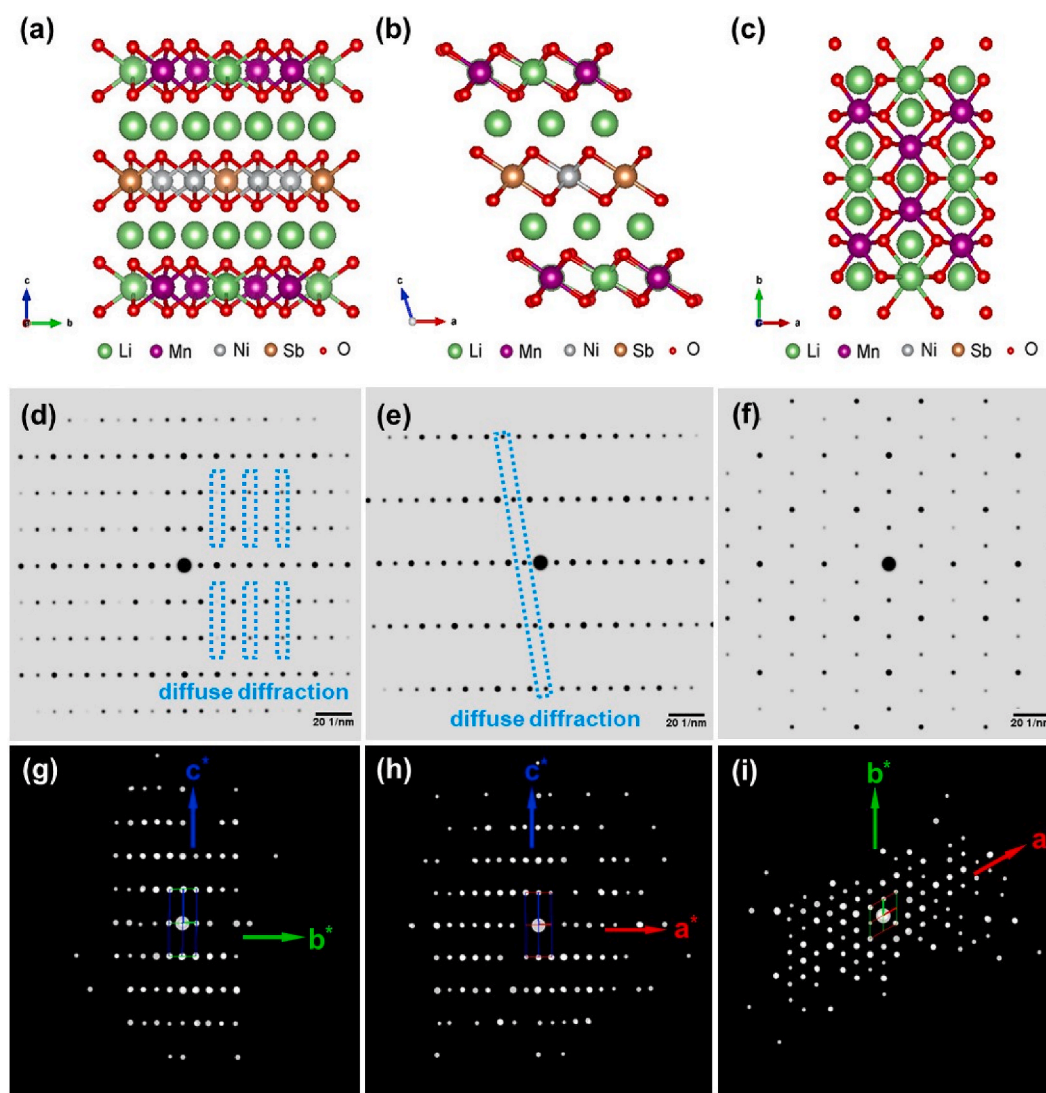 (a) (b) (c)
c b
c a
b a
Li Mn Ni Sb O
Li Mn Ni Sb O
Li Mn Ni Sb O
(d) (e) (f)
diffuse diffraction
20 1/nm
diffuse diffraction
20 1/nm
20 1/nm
(g) (h) (i)
c*
b*
c*
a*
b*
a